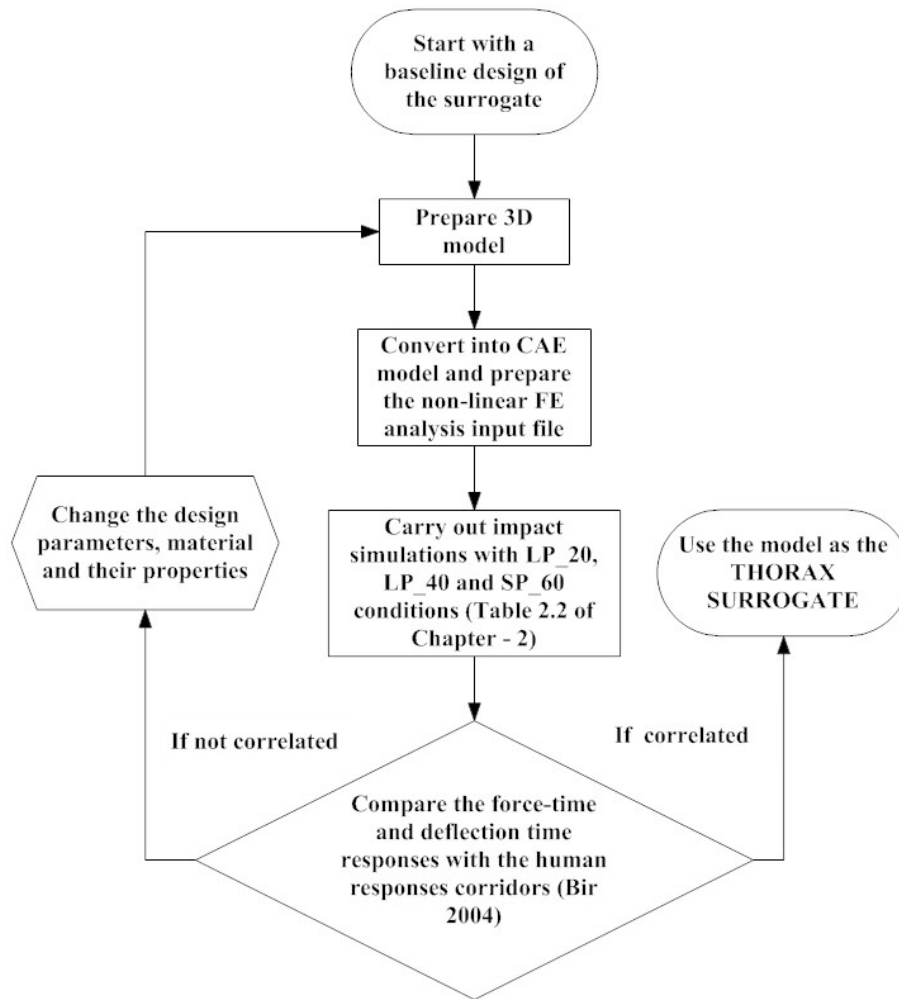 Start with a
baseline design of
the surrogate
Prepare 3D
model
Convert into CAE
model and prepare
the non-linear FE
analysis input file
Change the design
parameters, material
and their properties
Carry out impact
simulations with LP_20,
LP_40 and SP_60
conditions (Table 2.2 of
Chapter - 2)
Use the model as the
THORAX
SURROGATE
If not correlated
If correlated
Compare the force-time
and deflection time
responses with the human
responses corridors (Bir
2004)